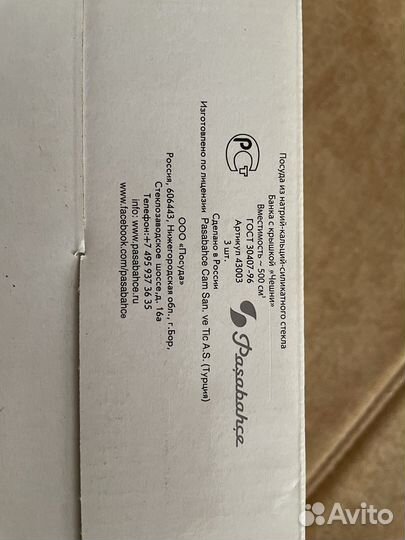 Посуда из натрий-кальций-силикатного стекла
Банка с крышкой «Чешни»
Вместимость ~ 500 см³
ГОСТ 30407-96
Артикул 43003
3 шт.
Paşabahçe
РСТ
Сделано в России
Изготовлено по лицензии Pasabahce Cam San. ve Tic A.S. (Турция)
ООО «Посуда»
Россия, 606443, Нижегородская обл., г.Бор,
Стеклозаводское шоссе,д. 16а
Телефон:+7 495 937 36 35
info: www.pasabahce.ru
www.facebook.com/pasabahce
Avito